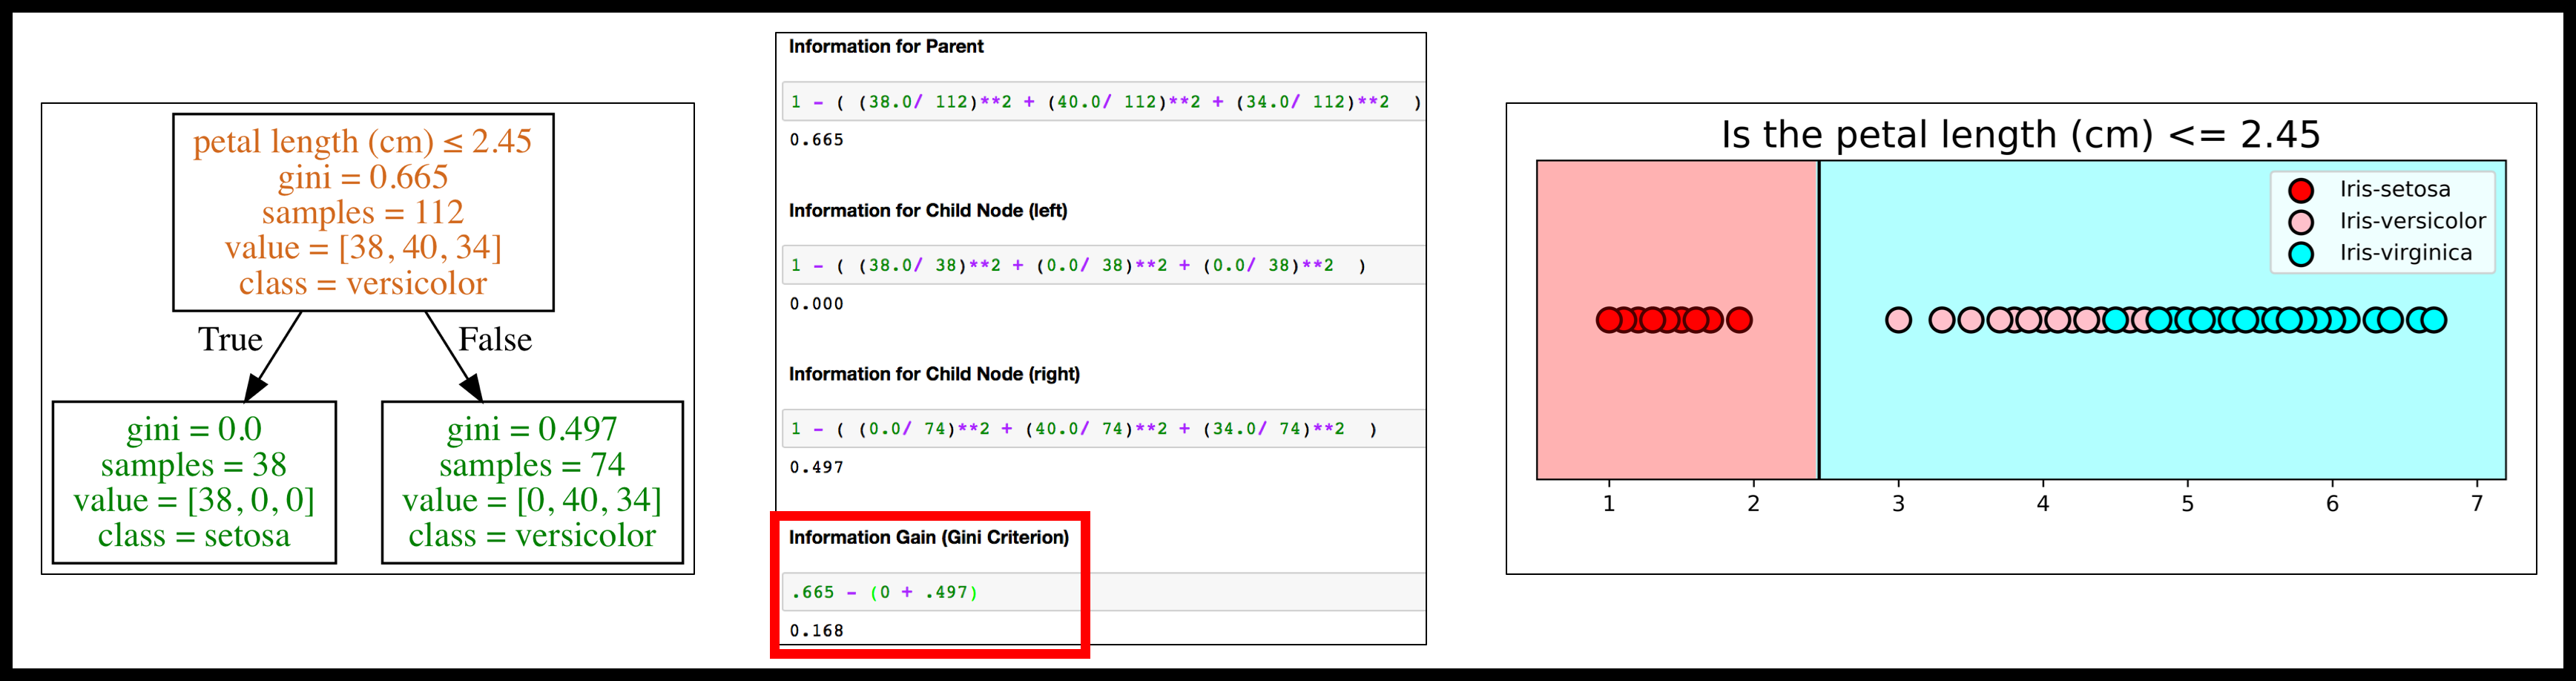 petal length (cm) ≤ 2.45
gini = 0.665
samples = 112
value = [38, 40, 34]
class = versicolor
True
False
gini = 0.0
samples = 38
value = [38, 0, 0]
class = setosa
gini = 0.497
samples = 74
value = [0, 40, 34]
class = versicolor
Information for Parent
1 - ( (38.0/ 112)**2 + (40.0/ 112)**2 + (34.0/ 112)**2  )
0.665
Information for Child Node (left)
1 - ( (38.0/ 38)**2 + (0.0/ 38)**2 + (0.0/ 38)**2  )
0.000
Information for Child Node (right)
1 - ( (0.0/ 74)**2 + (40.0/ 74)**2 + (34.0/ 74)**2  )
0.497
Information Gain (Gini Criterion)
.665 - (0 + .497)
0.168
Is the petal length (cm) <= 2.45
Iris-setosa
Iris-versicolor
Iris-virginica
1 2 3 4 5 6 7